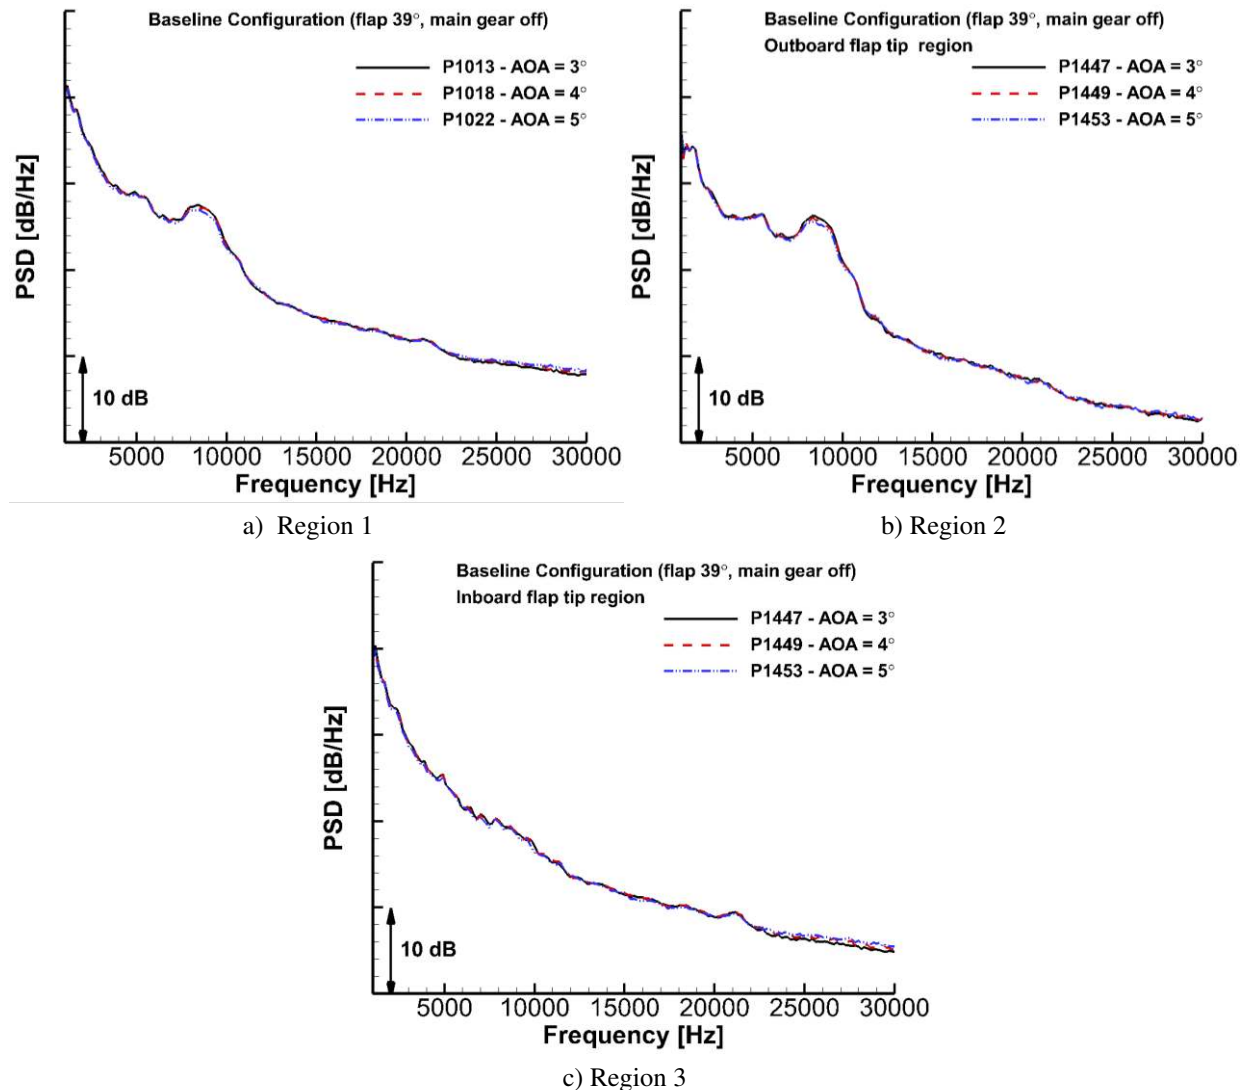 Baseline Configuration (flap 39°, main gear off)
P1013 - AOA = 3°
P1018 - AOA = 4°
P1022 - AOA = 5°
PSD [dB/Hz]
10 dB
5000 10000 15000 20000 25000 30000
Frequency [Hz]
a) Region 1
Baseline Configuration (flap 39°, main gear off)
Outboard flap tip region
P1447 - AOA = 3°
P1449 - AOA = 4°
P1453 - AOA = 5°
PSD [dB/Hz]
10 dB
5000 10000 15000 20000 25000 30000
Frequency [Hz]
b) Region 2
Baseline Configuration (flap 39°, main gear off)
Inboard flap tip region
P1447 - AOA = 3°
P1449 - AOA = 4°
P1453 - AOA = 5°
PSD [dB/Hz]
10 dB
5000 10000 15000 20000 25000 30000
Frequency [Hz]
c) Region 3